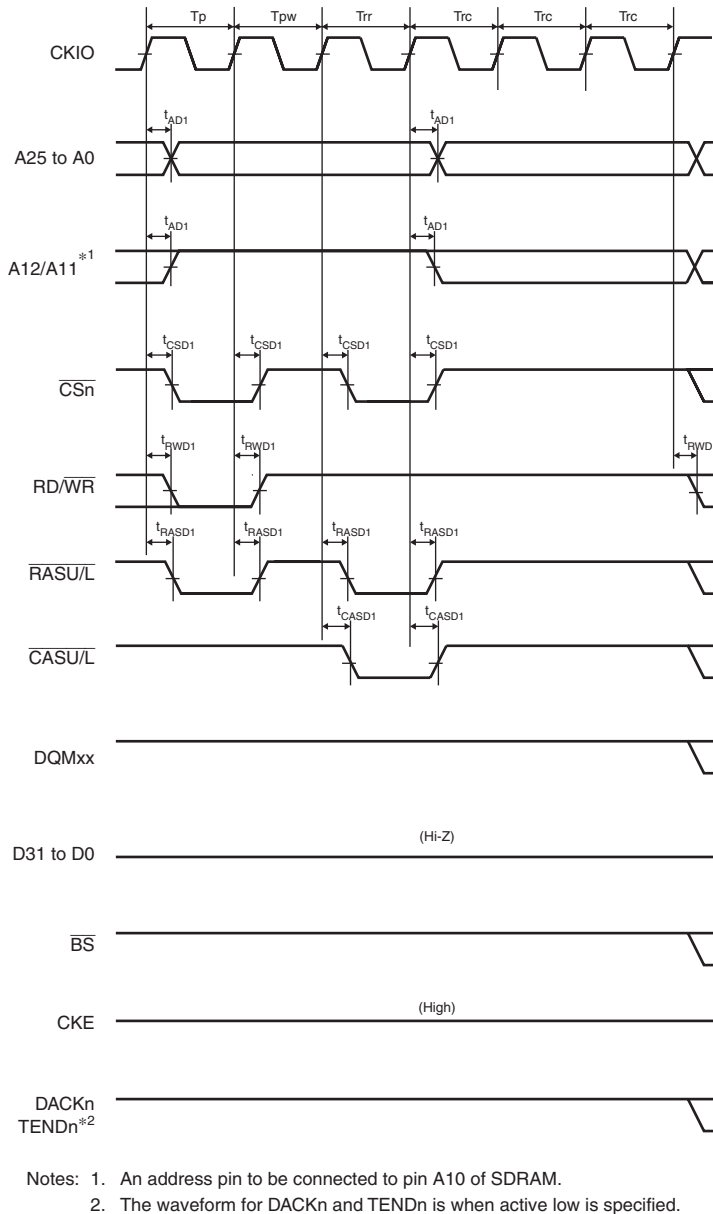 Tp Tpw Trr Trc Trc Trc
CKIO
tAD1 tAD1
A25 to A0
tAD1 tAD1
A12/A11*1
tCSD1 tCSD1 tCSD1 tCSD1
CSn
tRWD1 tRWD1 tRWD
RD/WR
tRASD1 tRASD1 tRASD1 tRASD1
RASU/L
tCASD1 tCASD1
CASU/L
DQMxx
(Hi-Z)
D31 to D0
BS
(High)
CKE
DACKn
TENDn*2
Notes: 1. An address pin to be connected to pin A10 of SDRAM.
2. The waveform for DACKn and TENDn is when active low is specified.